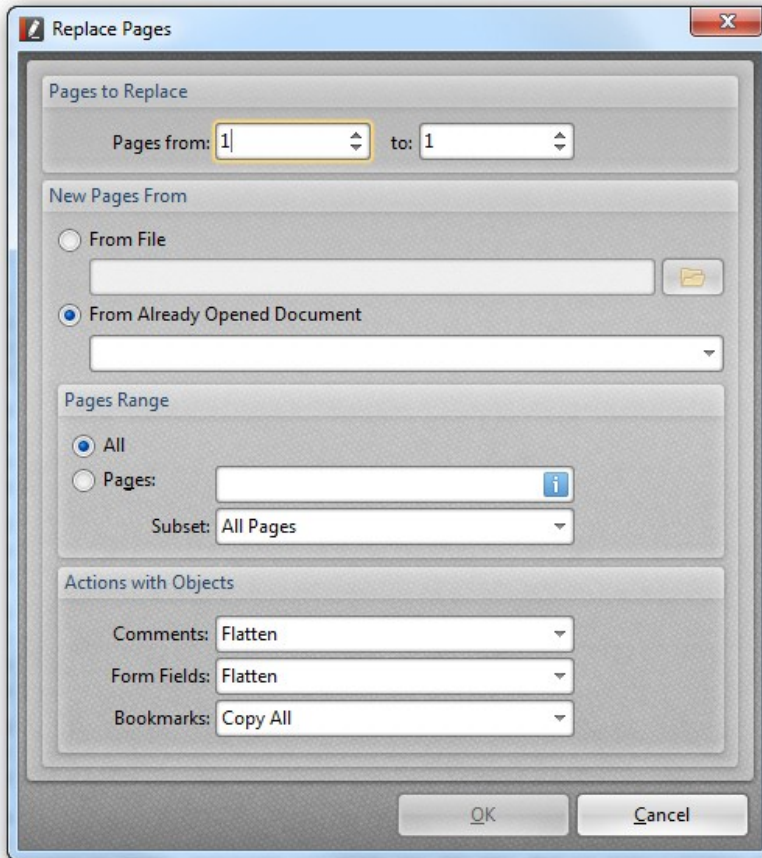 Replace Pages
Pages to Replace
Pages from: 1 to: 1
New Pages From
From File
From Already Opened Document
Pages Range
All
Pages:
Subset: All Pages
Actions with Objects
Comments: Flatten
Form Fields: Flatten
Bookmarks: Copy All
OK Cancel